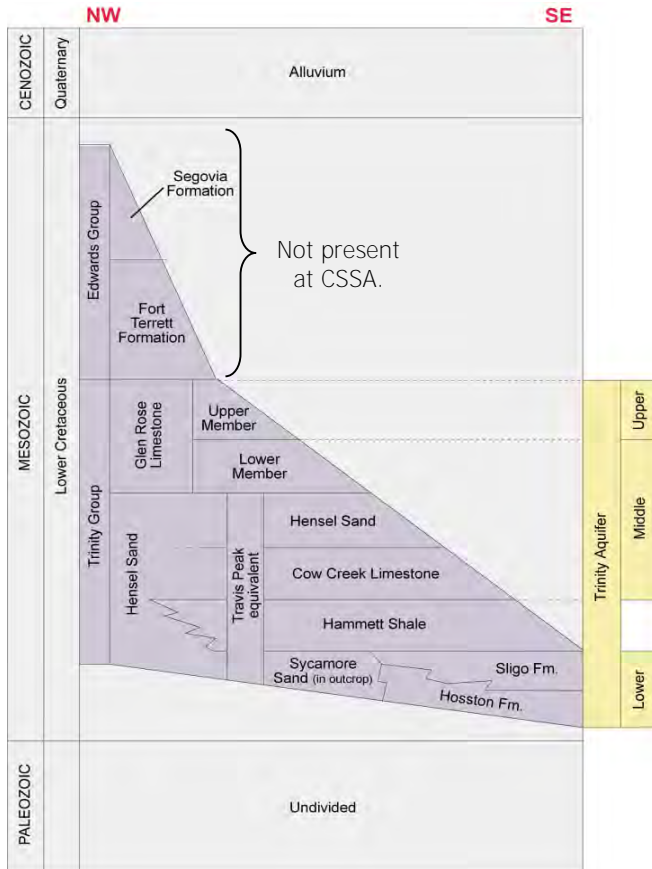 NW
SE
CENOZOIC
Quaternary
Alluvium
MESOZOIC
Lower Cretaceous
Edwards Group
Segovia
Formation
Fort
Terrett
Formation
Not present
at CSSA.
Trinity Group
Glen Rose
Limestone
Upper
Member
Lower
Member
Hensel Sand
Travis Peak
equivalent
Hensel Sand
Cow Creek Limestone
Hammett Shale
Sycamore
Sand (in outcrop)
Sligo Fm.
Hosston Fm.
Trinity Aquifer
Upper
Middle
Lower
PALEOZOIC
Undivided